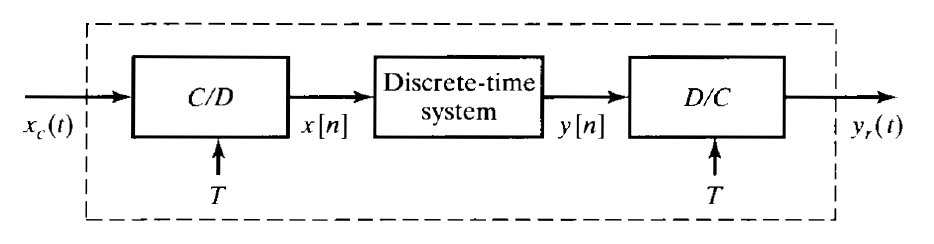 C/D
Discrete-time
system
D/C
x_c(t)
x[n]
y[n]
y_r(t)
T
T